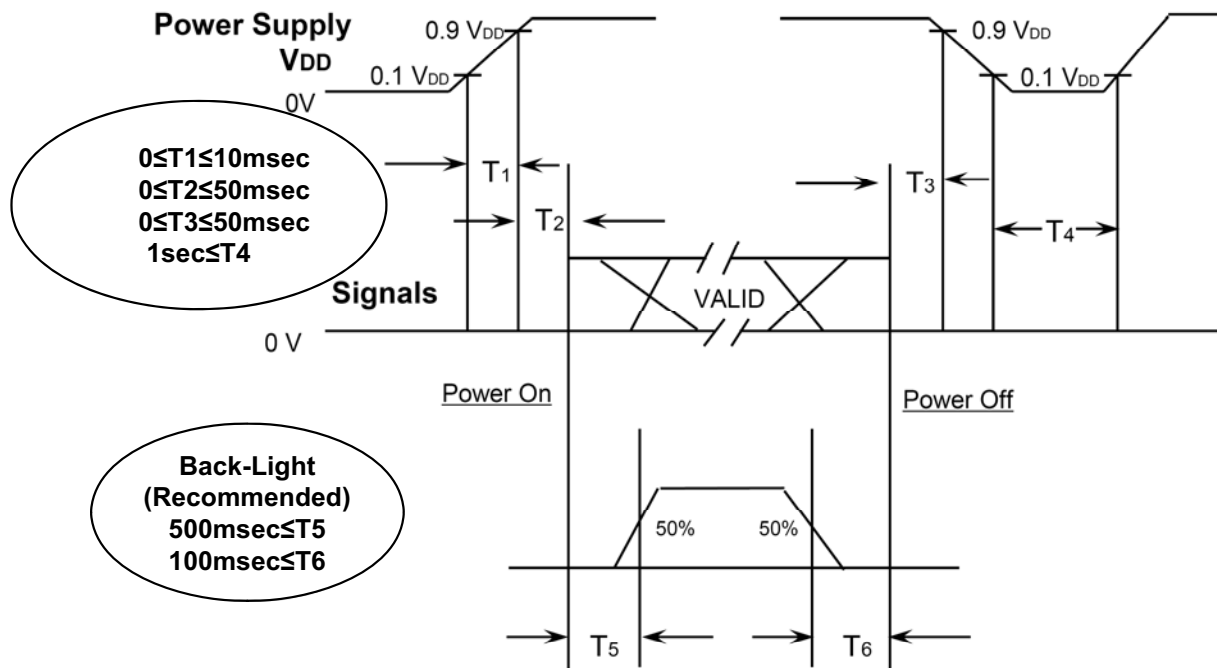 Power Supply
VDD
0.9 VDD
0.9 VDD
0.1 VDD
0.1 VDD
0V
0≤T1≤10msec
0≤T2≤50msec
0≤T3≤50msec
1sec≤T4
T1
T2
T3
T4
Signals
VALID
0 V
Power On
Power Off
Back-Light
(Recommended)
500msec≤T5
100msec≤T6
50%
50%
T5
T6